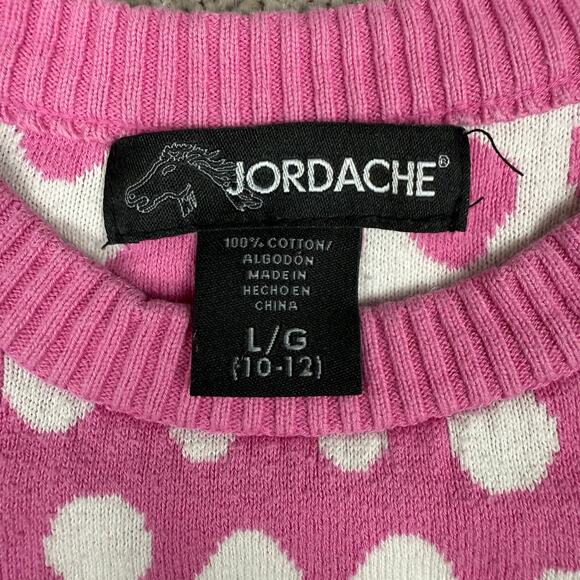 JORDACHE®
100% COTTON/
ALGODÓN
MADE IN
HECHO EN
CHINA
L/G
(10-12)